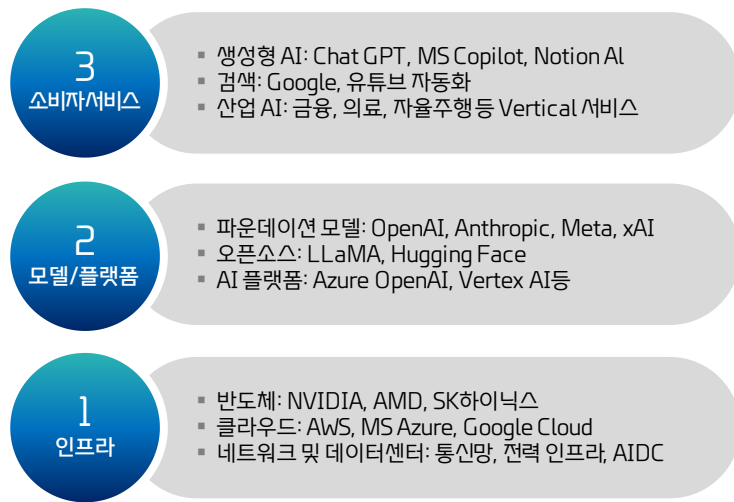 3
소비자서비스
▪ 생성형 AI: Chat GPT, MS Copilot, Notion Al
▪ 검색: Google, 유튜브 자동화
▪ 산업 AI: 금융, 의료, 자율주행등 Vertical 서비스
2
모델/플랫폼
▪ 파운데이션 모델: OpenAI, Anthropic, Meta, xAI
▪ 오픈소스: LLaMA, Hugging Face
▪ AI 플랫폼: Azure OpenAI, Vertex AI등
1
인프라
▪ 반도체: NVIDIA, AMD, SK하이닉스
▪ 클라우드: AWS, MS Azure, Google Cloud
▪ 네트워크 및 데이터센터: 통신망, 전력 인프라, AIDC